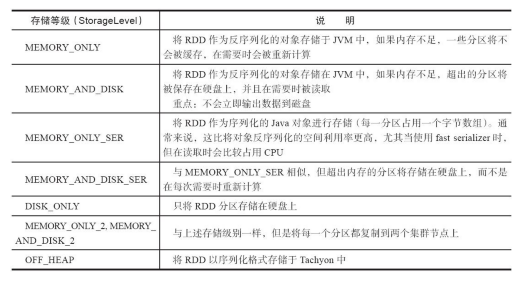 存储等级（StorageLevel）
说 明
MEMORY_ONLY
将 RDD 作为反序列化的对象存储于 JVM 中，如果内存不足，一些分区将不
会被缓存，在需要时会被重新计算
MEMORY_AND_DISK
将 RDD 作为反序列化的对象存储在 JVM 中，如果内存不足，超出的分区将
被保存在硬盘上，并且在需要时被读取
重点：不会立即输出数据到磁盘
MEMORY_ONLY_SER
将 RDD 作为序列化的 Java 对象进行存储（每一分区占用一个字节数组）。通
常来说，这比将对象反序列化的空间利用率更高，尤其当使用 fast serializer 时，
但在读取时会比较占用 CPU
MEMORY_AND_DISK_SER
与 MEMORY_ONLY_SER 相似，但超出内存的分区将存储在硬盘上，而不是
在每次需要时重新计算
DISK_ONLY
只将 RDD 分区存储在硬盘上
MEMORY_ONLY_2, MEMORY_
AND_DISK_2
与上述存储级别一样，但是将每一个分区都复制到两个集群节点上
OFF_HEAP
将 RDD 以序列化格式存储于 Tachyon 中